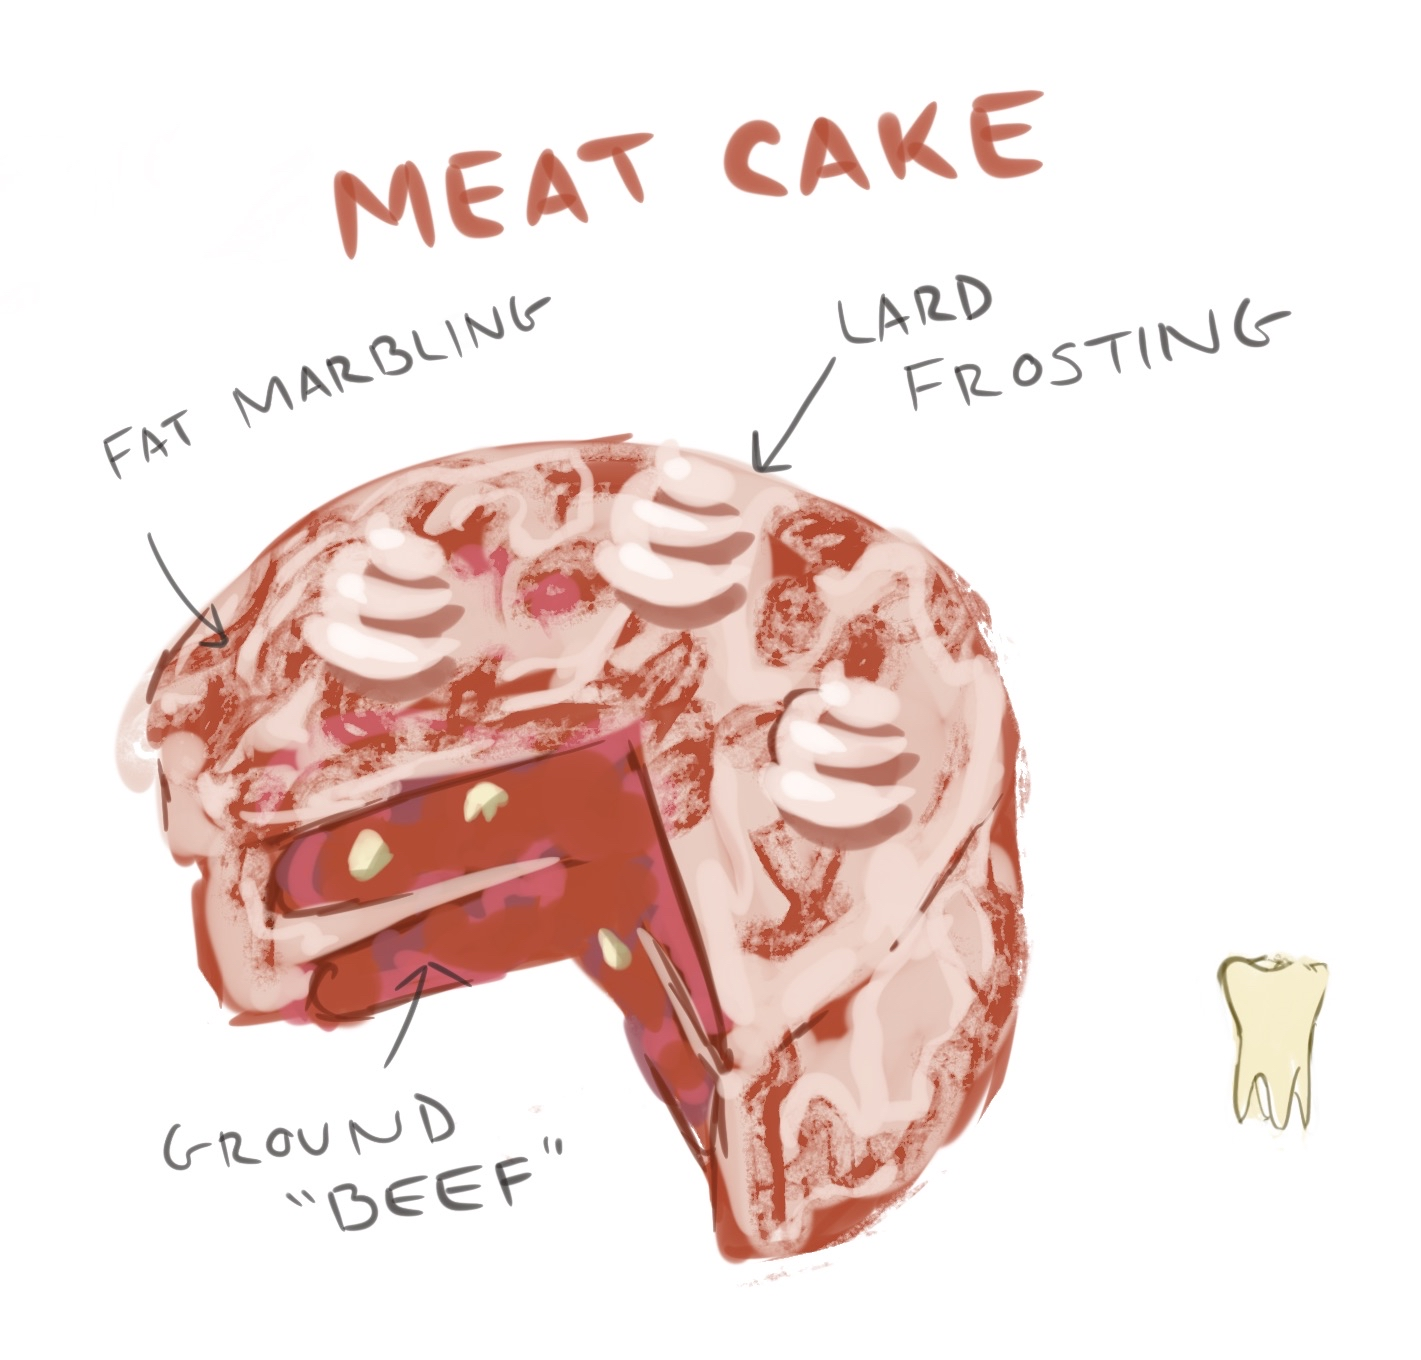 MEAT CAKE
FAT MARBLING
LARD
FROSTING
GROUND
"BEEF"